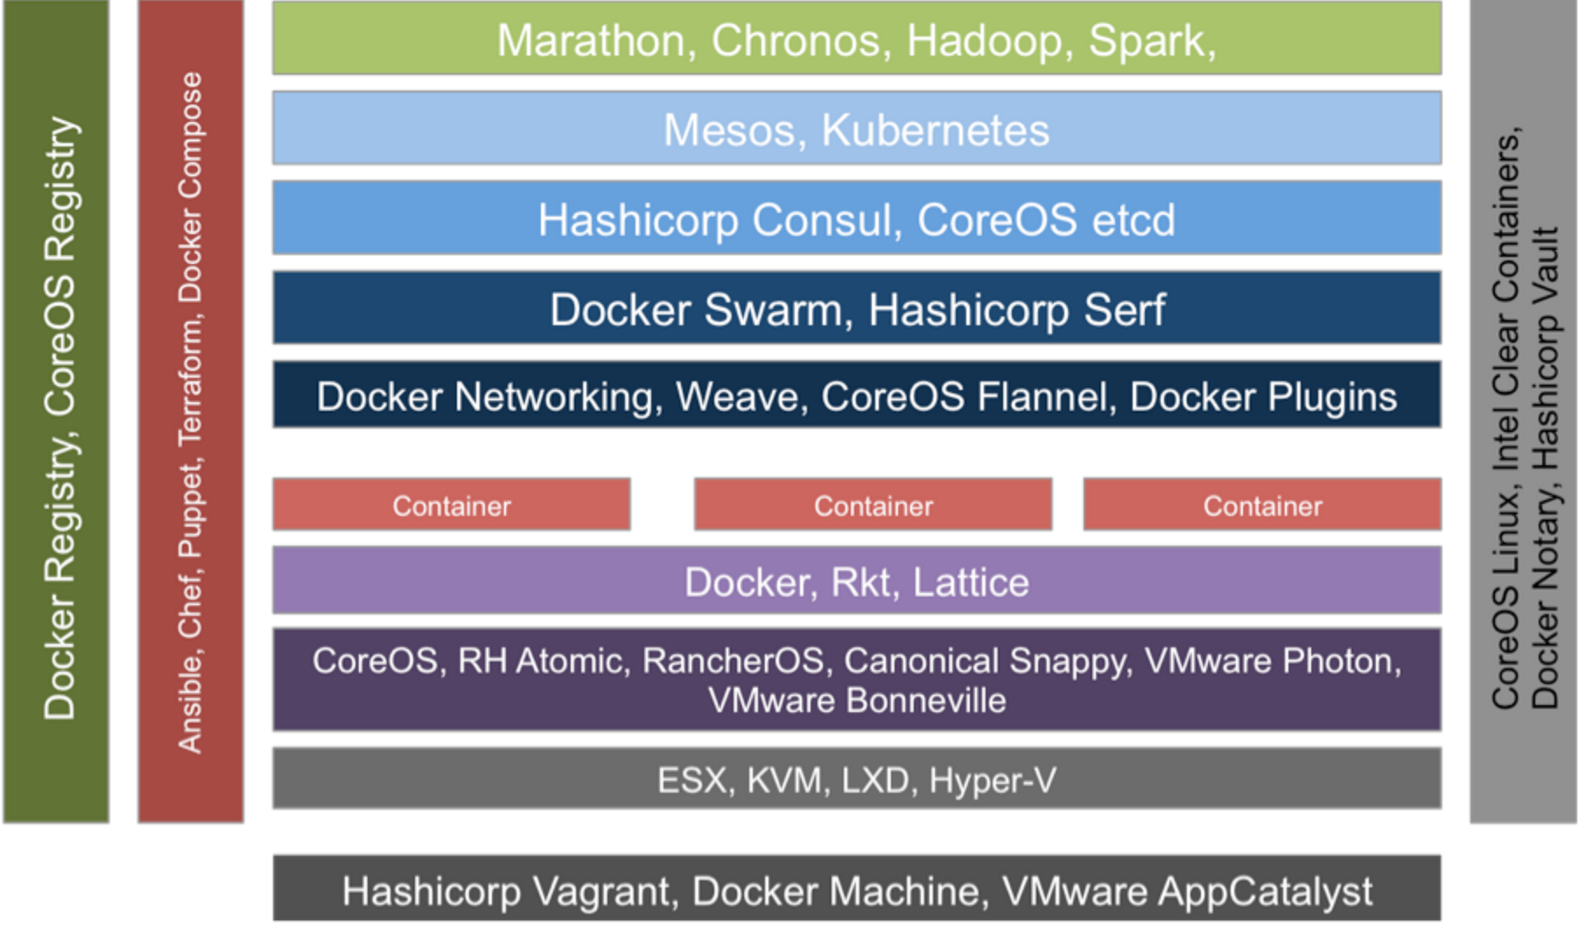 Docker Registry, CoreOS Registry
Ansible, Chef, Puppet, Terraform, Docker Compose
Marathon, Chronos, Hadoop, Spark,
Mesos, Kubernetes
Hashicorp Consul, CoreOS etcd
Docker Swarm, Hashicorp Serf
Docker Networking, Weave, CoreOS Flannel, Docker Plugins
Container
Container
Container
Docker, Rkt, Lattice
CoreOS, RH Atomic, RancherOS, Canonical Snappy, VMware Photon,
VMware Bonneville
ESX, KVM, LXD, Hyper-V
Hashicorp Vagrant, Docker Machine, VMware AppCatalyst
CoreOS Linux, Intel Clear Containers,
Docker Notary, Hashicorp Vault